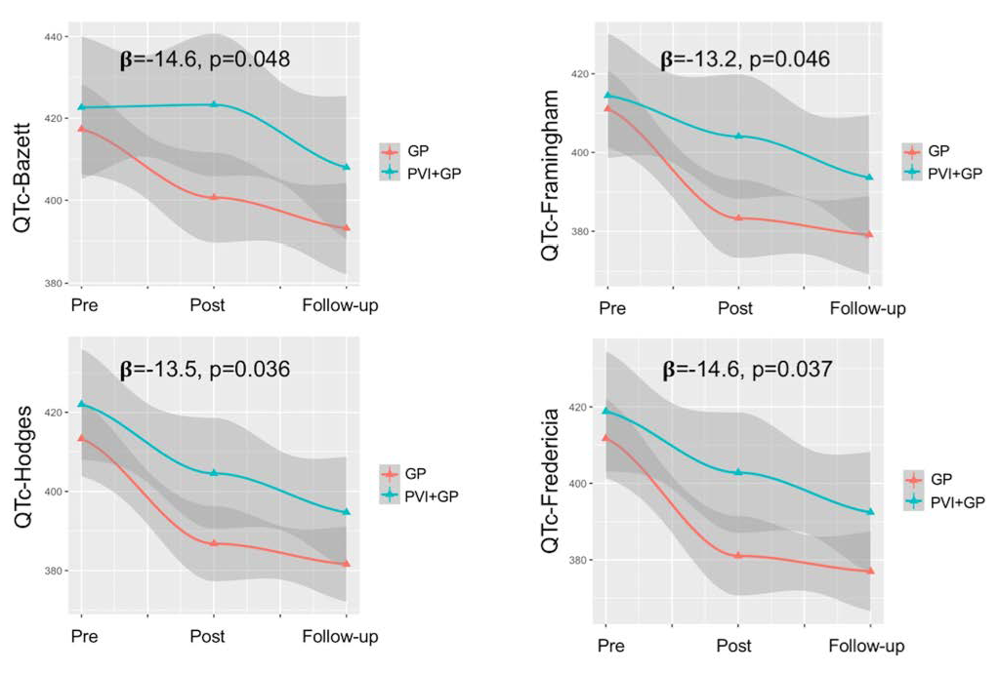 QTc-Bazett
440
420
400
380
β=-14.6, p=0.048
Pre Post Follow-up
GP
PVI+GP
QTc-Framingham
420
400
380
β=-13.2, p=0.046
Pre Post Follow-up
GP
PVI+GP
QTc-Hodges
420
400
380
β=-13.5, p=0.036
Pre Post Follow-up
GP
PVI+GP
QTc-Fredericia
420
400
380
β=-14.6, p=0.037
Pre Post Follow-up
GP
PVI+GP